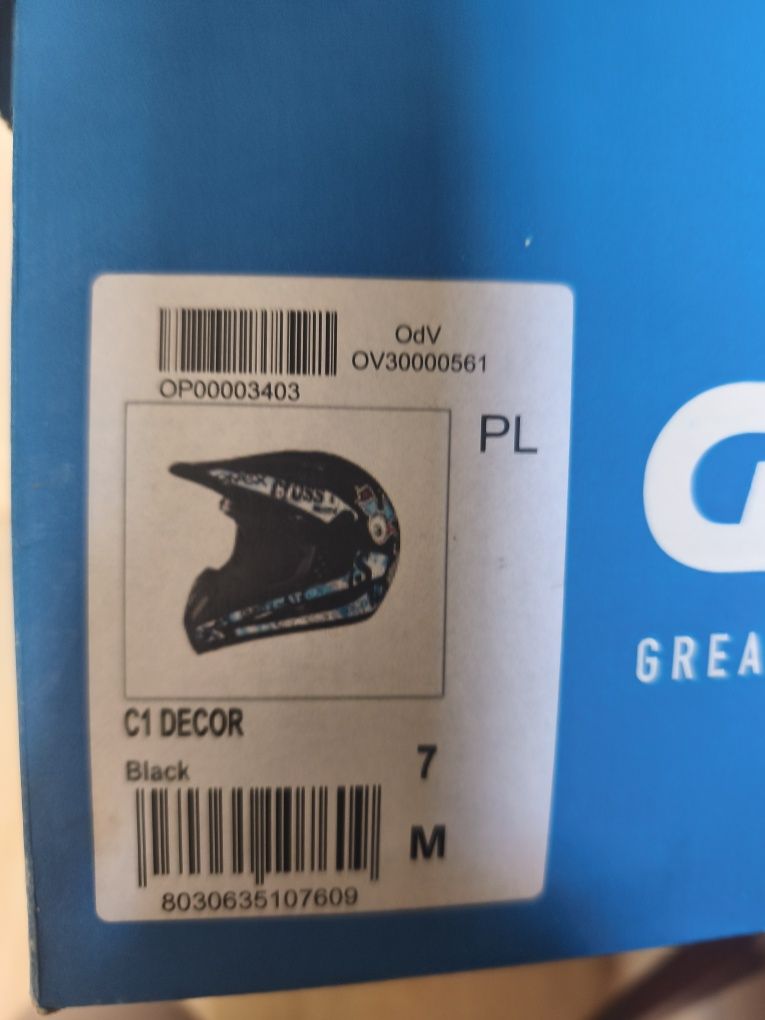 OdV
OV30000561
OP00003403
PL
C1 DECOR
Black
7
M
8030635107609
GREA